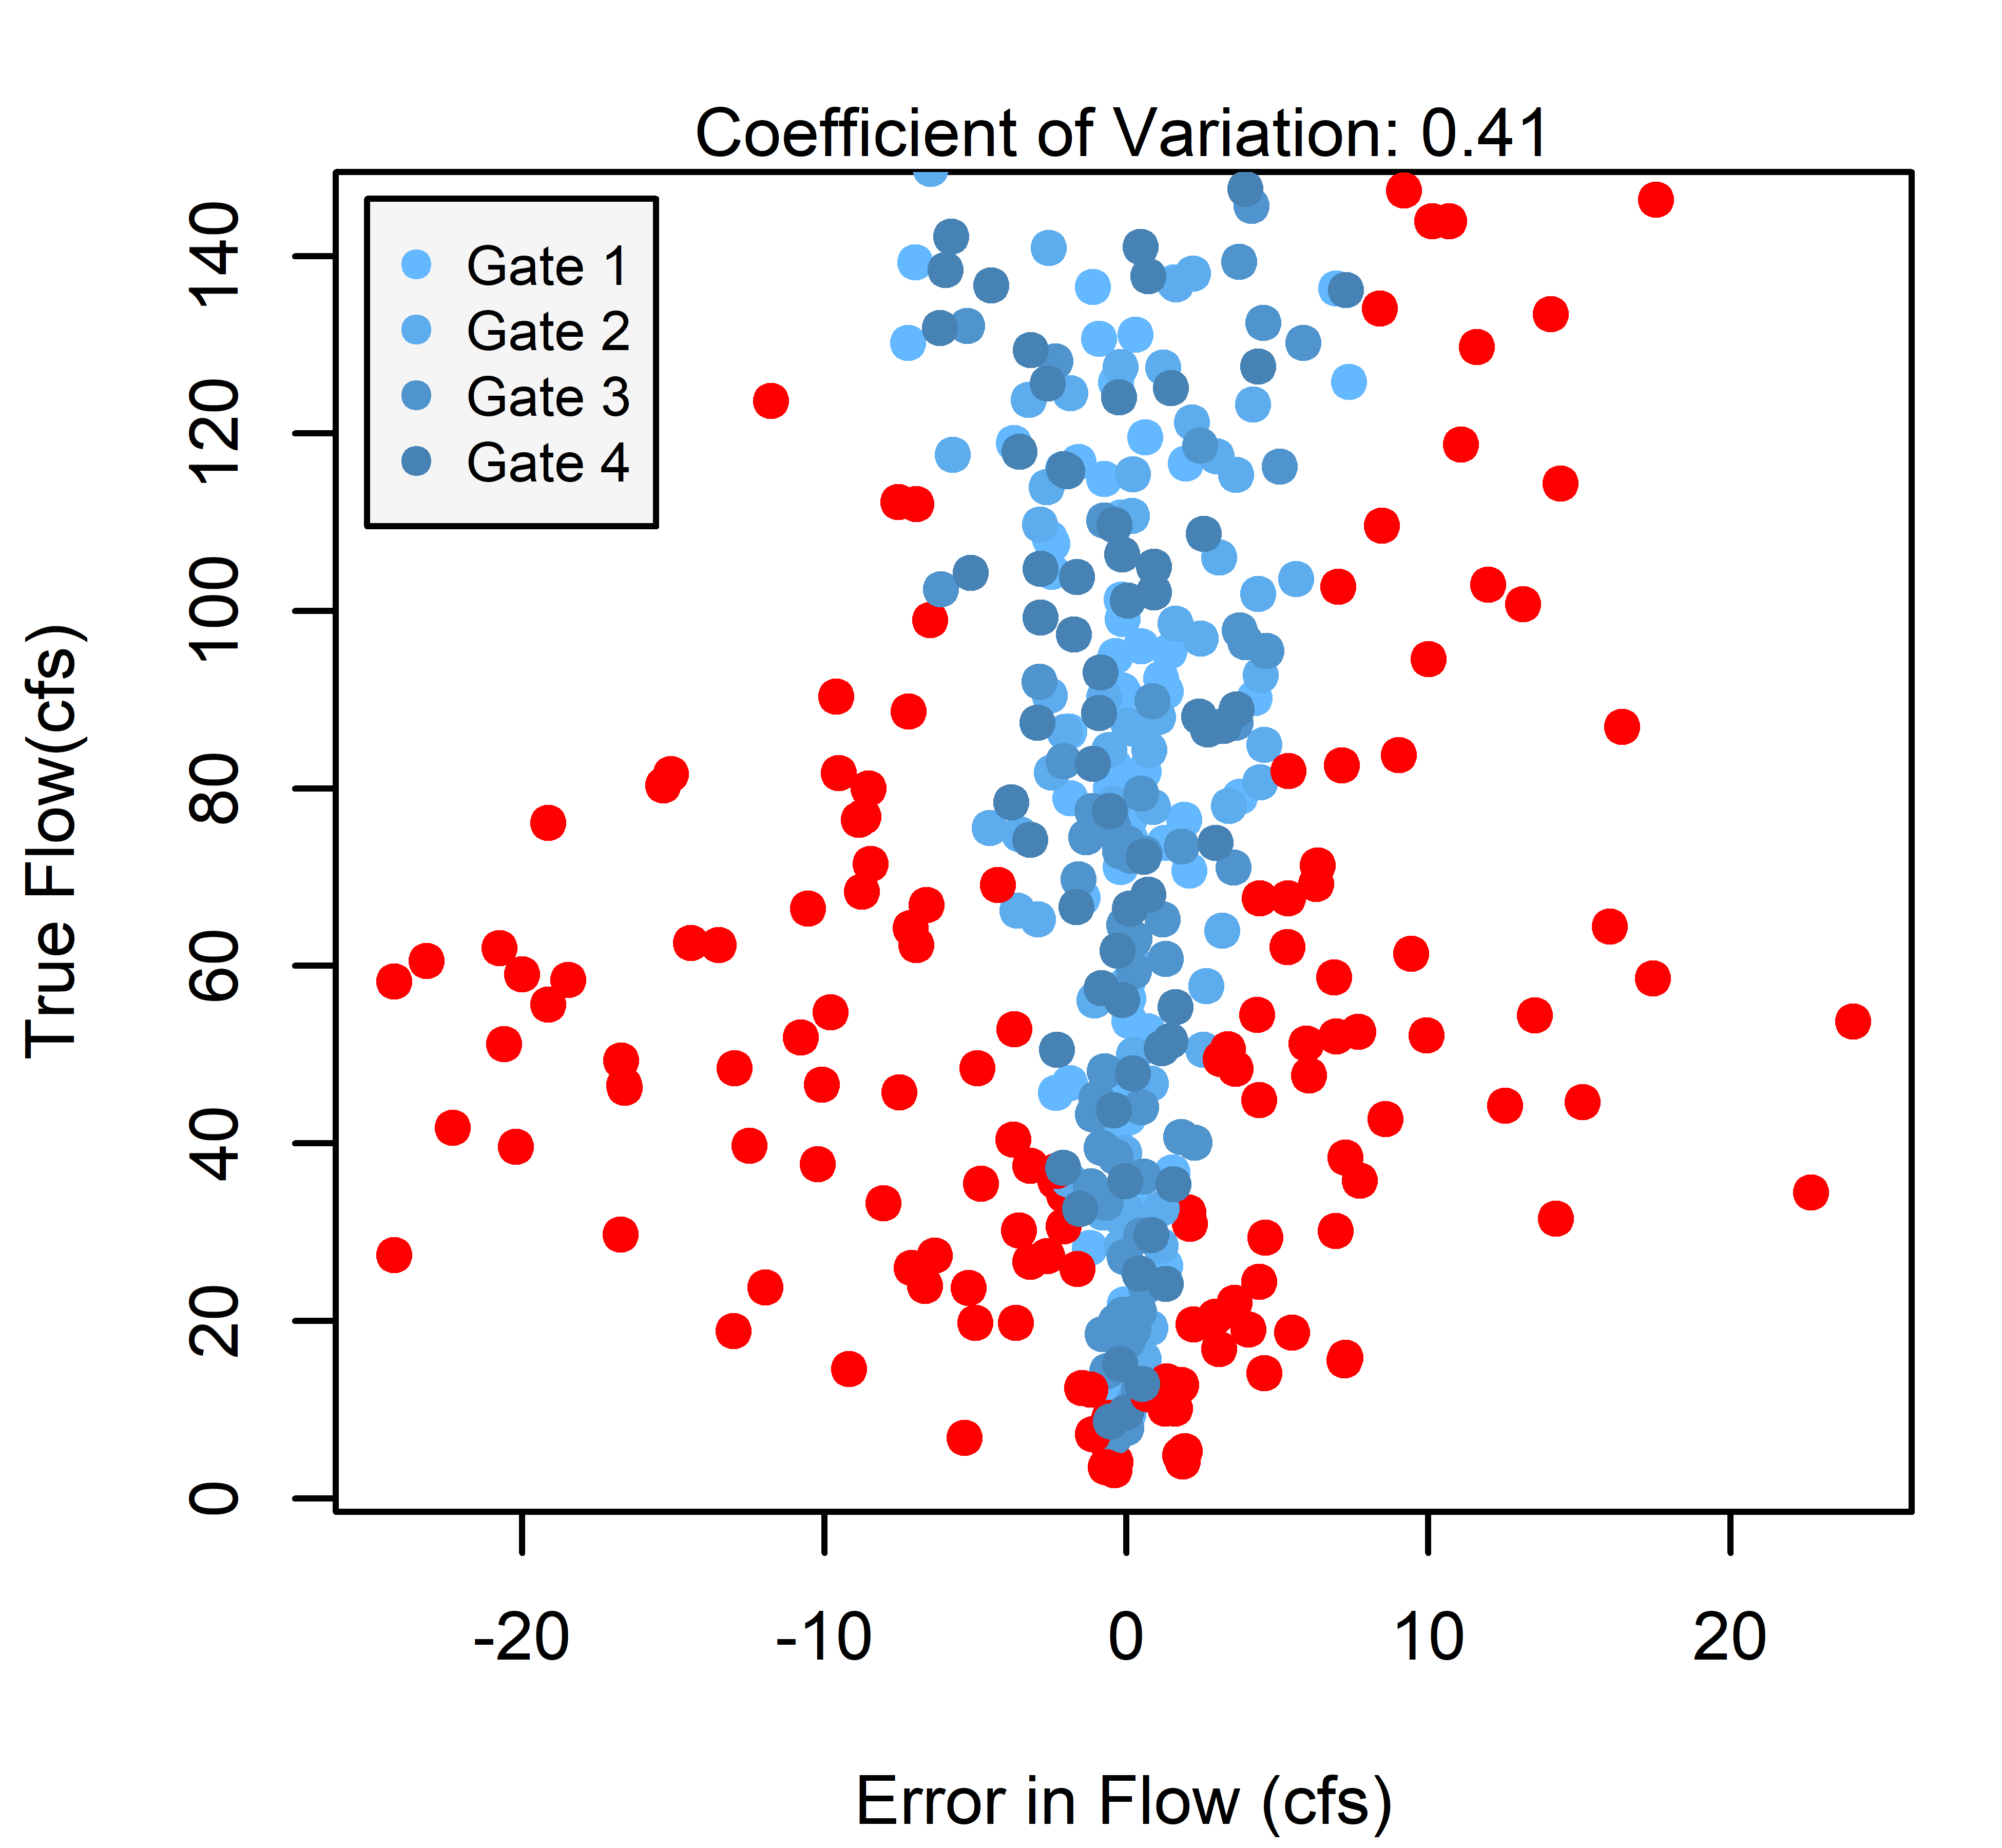 Coefficient of Variation: 0.41
Gate 1
Gate 2
Gate 3
Gate 4
True Flow(cfs)
140
120
100
80
60
40
20
0
-20 -10 0 10 20
Error in Flow (cfs)